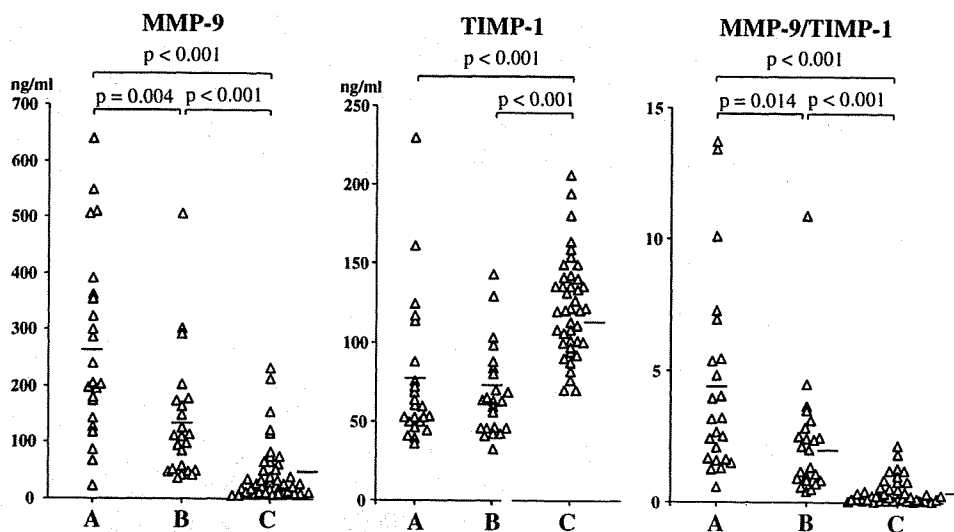 MMP-9
p < 0.001
ng/ml
p = 0.004
p < 0.001
700
600
500
400
300
200
100
0
A
B
C
TIMP-1
p < 0.001
ng/ml
p < 0.001
250
200
150
100
50
0
A
B
C
MMP-9/TIMP-1
p < 0.001
p = 0.014
p < 0.001
15
10
5
0
A
B
C